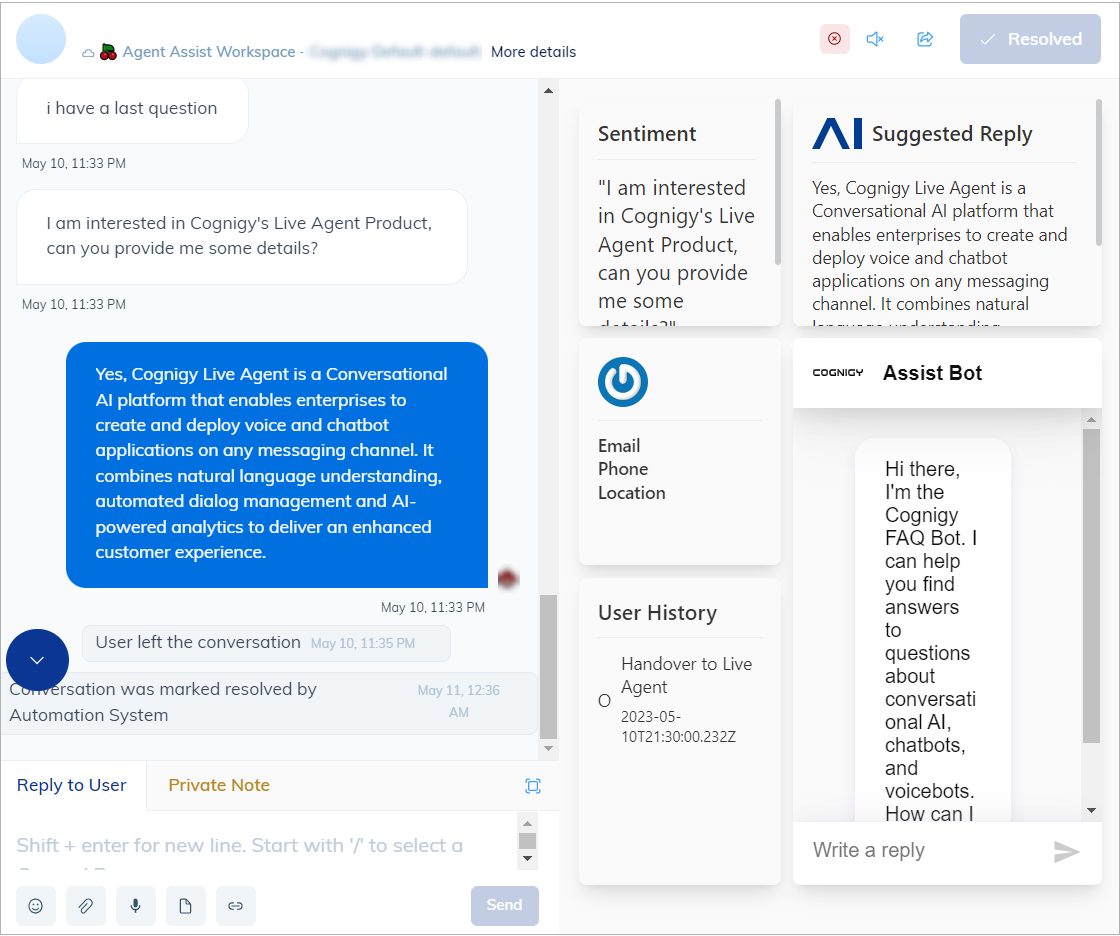 Agent Assist Workspace -
More details
Resolved
i have a last question
May 10, 11:33 PM
I am interested in Cognigy's Live Agent Product,
can you provide me some details?
May 10, 11:33 PM
Yes, Cognigy Live Agent is a Conversational
AI platform that enables enterprises to
create and deploy voice and chatbot
applications on any messaging channel. It
combines natural language understanding,
automated dialog management and AI-
powered analytics to deliver an enhanced
customer experience.
May 10, 11:33 PM
User left the conversation May 10, 11:35 PM
Conversation was marked resolved by
Automation System
May 11, 12:36
AM
Reply to User
Private Note
Shift + enter for new line. Start with '/' to select a
Send
Sentiment
"I am interested
in Cognigy's Live
Agent Product,
can you provide
me some
details?"
AI Suggested Reply
Yes, Cognigy Live Agent is a
Conversational AI platform that
enables enterprises to create and
deploy voice and chatbot
applications on any messaging
channel. It combines natural
language understanding,
Email
Phone
Location
User History
Handover to Live
Agent
2023-05-
10T21:30:00.232Z
COGNIGY Assist Bot
Hi there,
I'm the
Cognigy
FAQ Bot. I
can help
you find
answers
to
questions
about
conversati
onal AI,
chatbots,
and
voicebots.
How can I
Write a reply